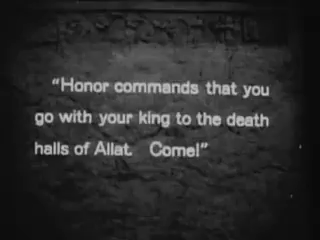 "Honor commands that you
go with your king to the death
halls of Allat. Come!"